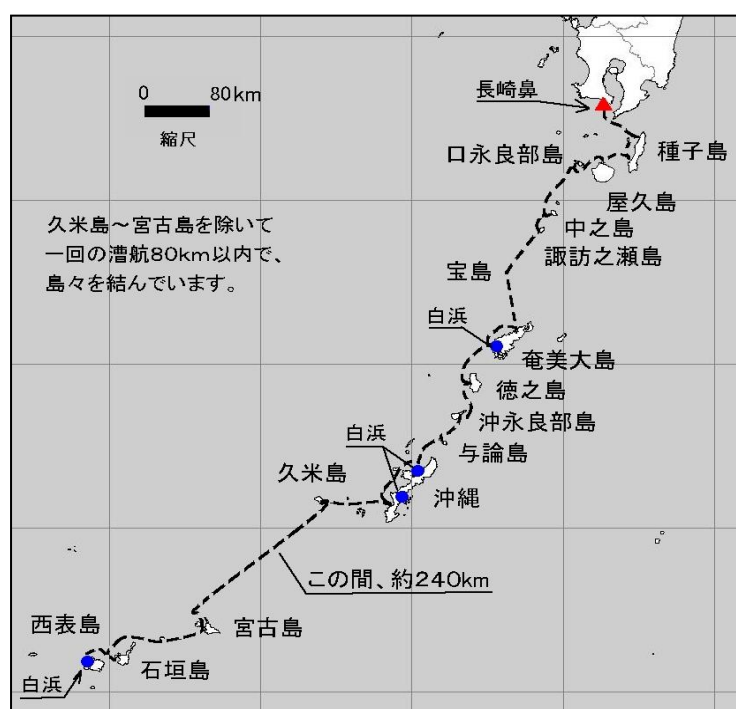 0 80km
縮尺
長崎鼻
口永良部島
種子島
屋久島
中之島
諏訪之瀬島
久米島～宮古島を除いて
一回の漕航80km以内で、
島々を結んでいます。
宝島
白浜
奄美大島
徳之島
沖永良部島
白浜
与論島
久米島
沖縄
この間、約240km
西表島
宮古島
石垣島
白浜